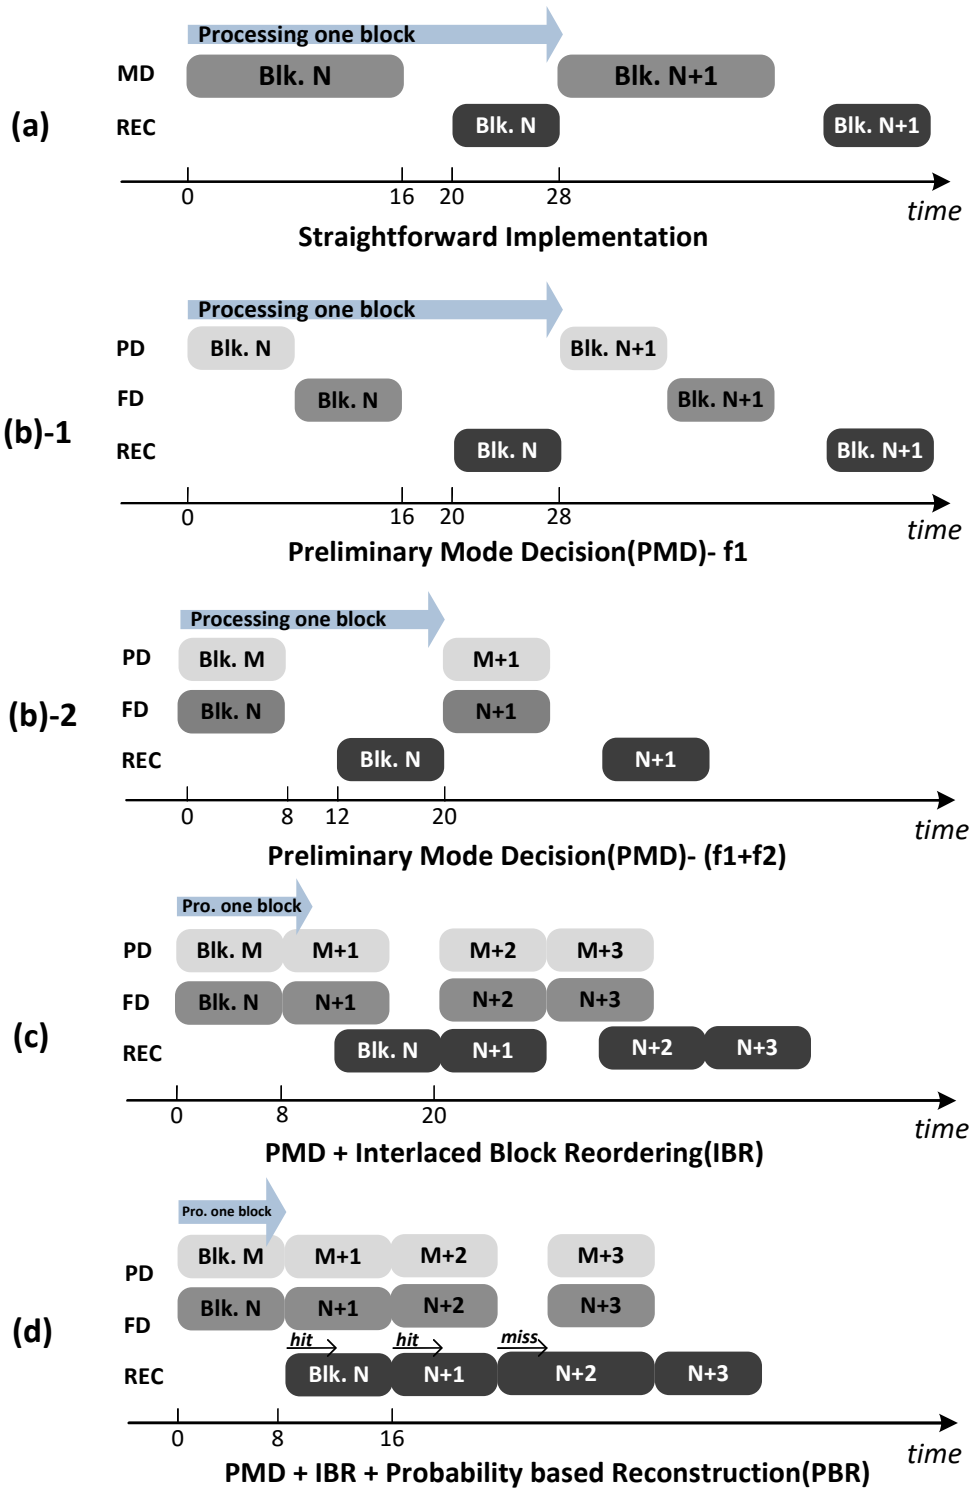 Processing one block
MD Blk. N Blk. N+1
(a)
REC Blk. N Blk. N+1
0 16 20 28 time
Straightforward Implementation
Processing one block
PD Blk. N Blk. N+1
FD Blk. N Blk. N+1
(b)-1
REC Blk. N Blk. N+1
0 16 20 28 time
Preliminary Mode Decision(PMD)- f1
Processing one block
PD Blk. M M+1
FD Blk. N N+1
(b)-2
REC Blk. N N+1
0 8 12 20 time
Preliminary Mode Decision(PMD)- (f1+f2)
Pro. one block
PD Blk. M M+1 M+2 M+3
FD Blk. N N+1 N+2 N+3
(c)
REC Blk. N N+1 N+2 N+3
0 8 20 time
PMD + Interlaced Block Reordering(IBR)
Pro. one block
PD Blk. M M+1 M+2 M+3
FD Blk. N N+1 N+2 N+3
(d)
hit hit miss
REC Blk. N N+1 N+2 N+3
0 8 16 time
PMD + IBR + Probability based Reconstruction(PBR)